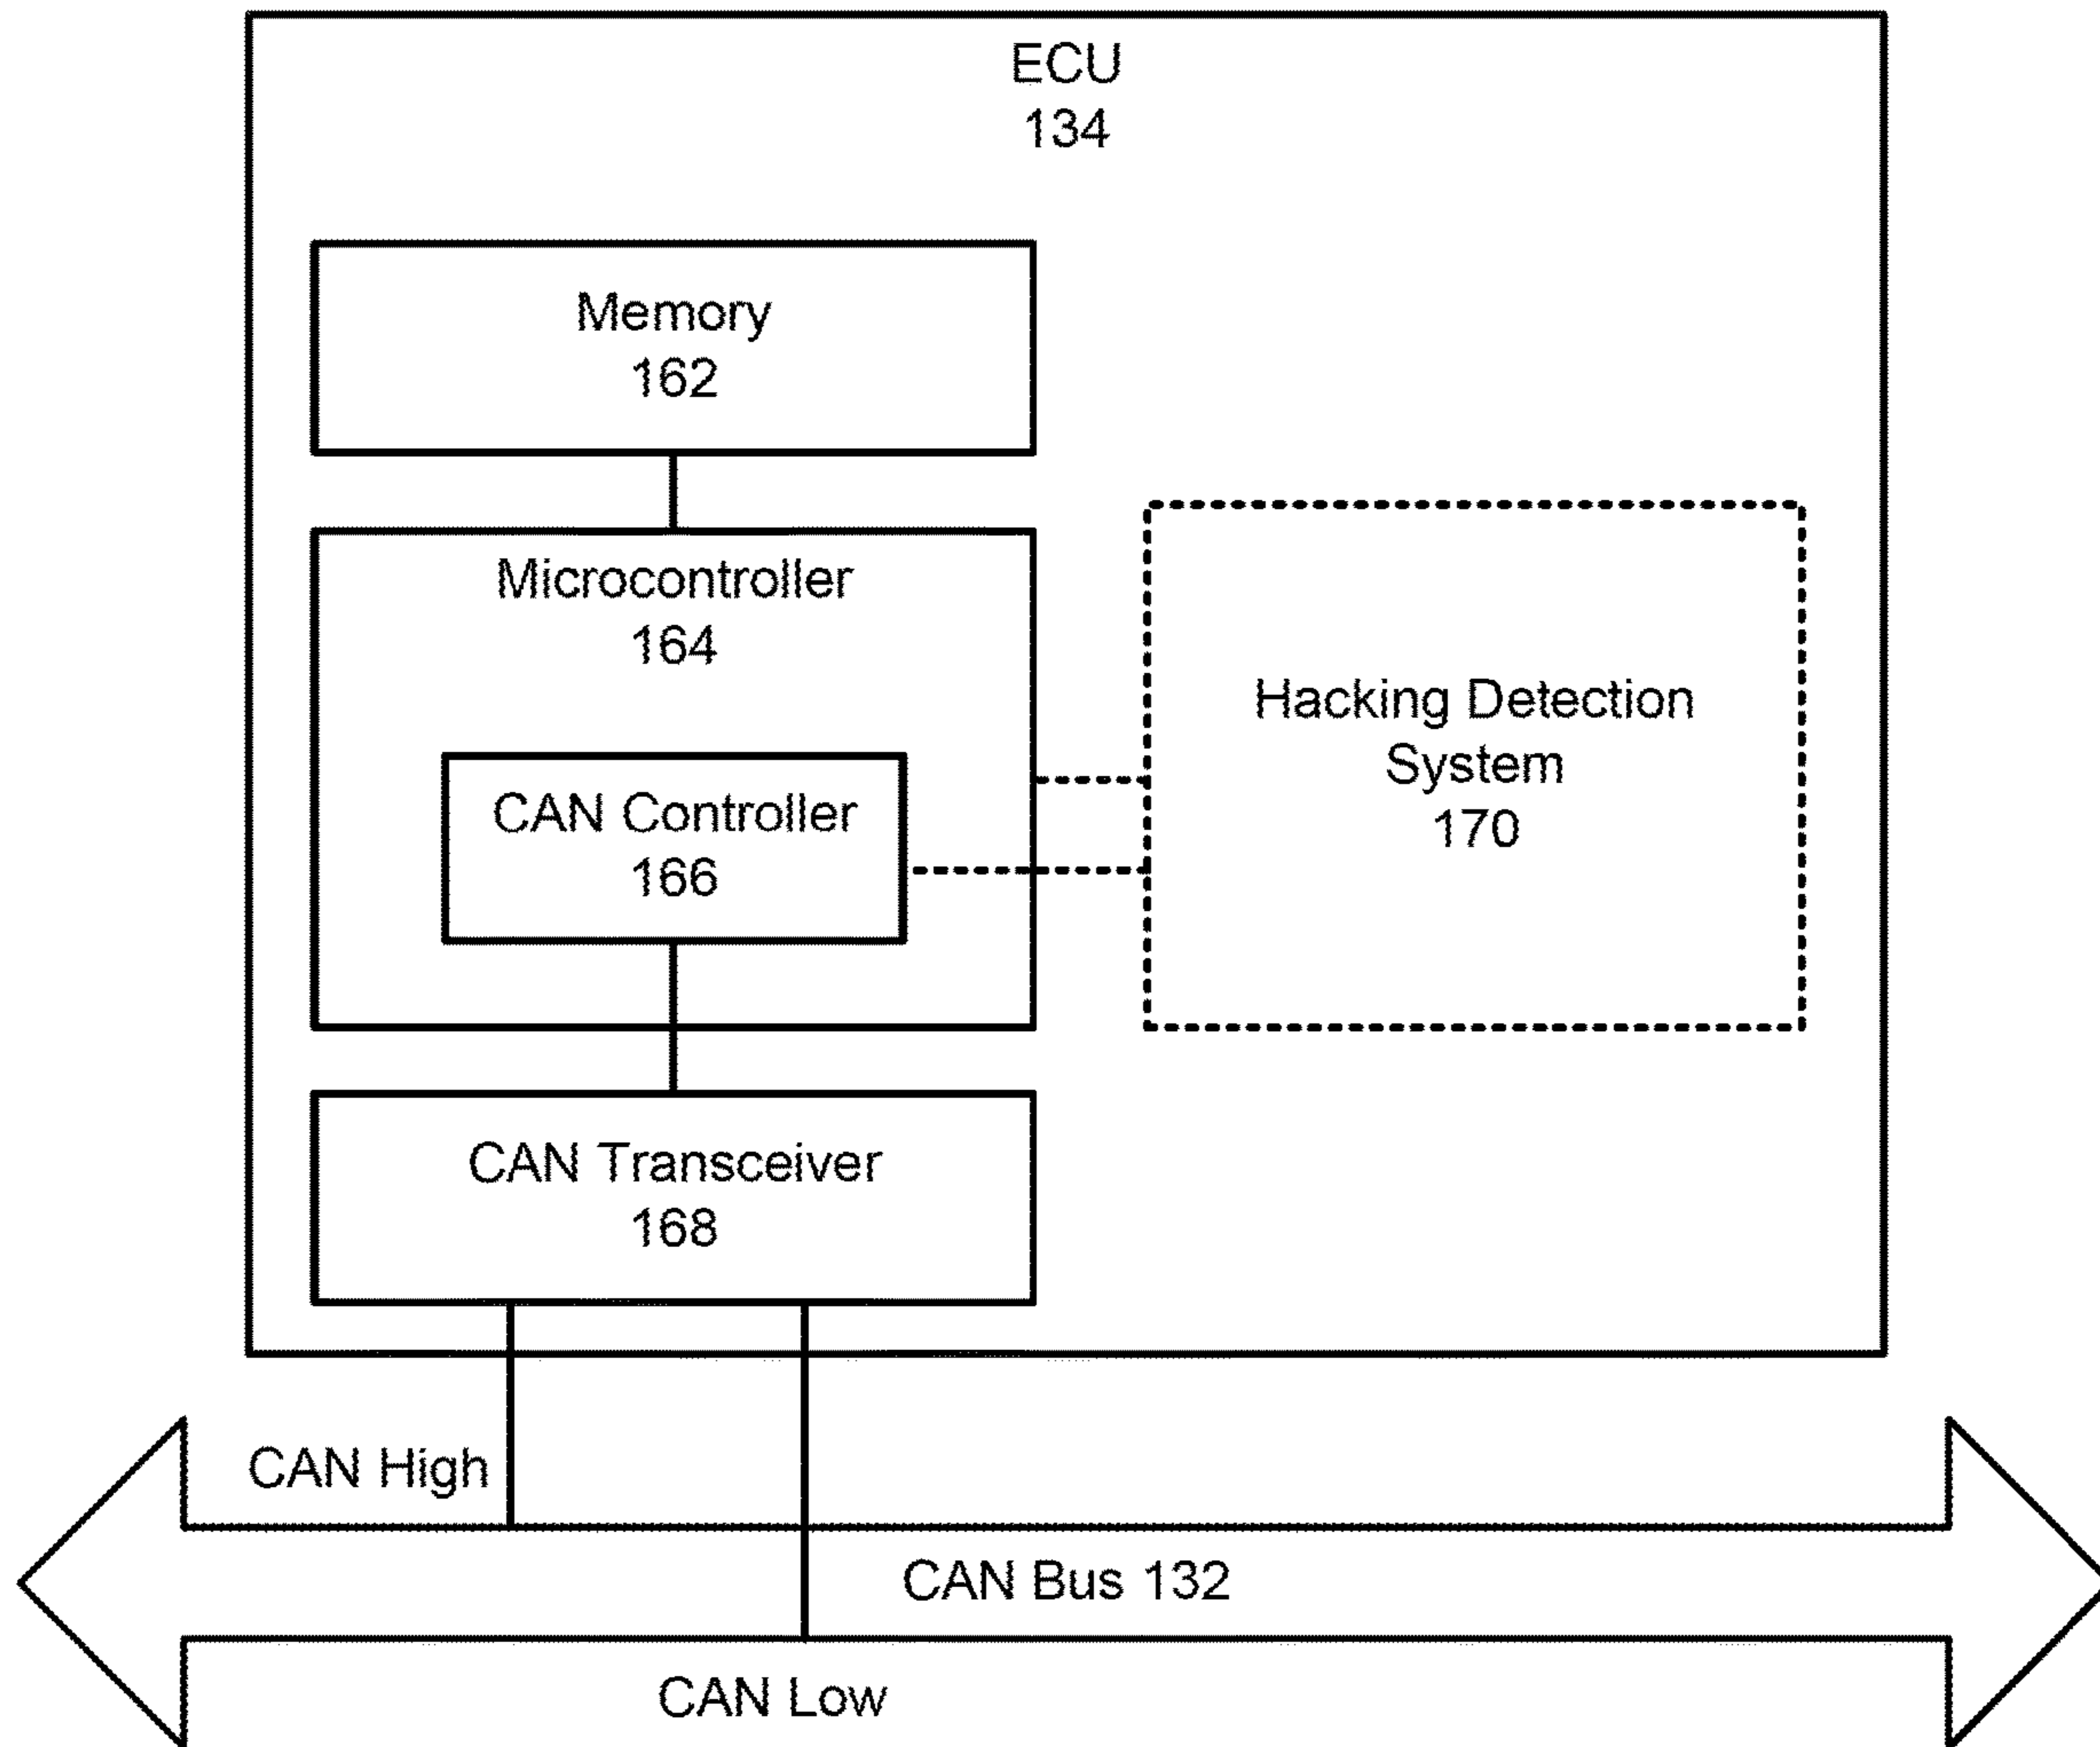 ECU
134
Memory
162
Microcontroller
164
CAN Controller
166
Hacking Detection
System
170
CAN Transceiver
168
CAN High
CAN Bus 132
CAN Low